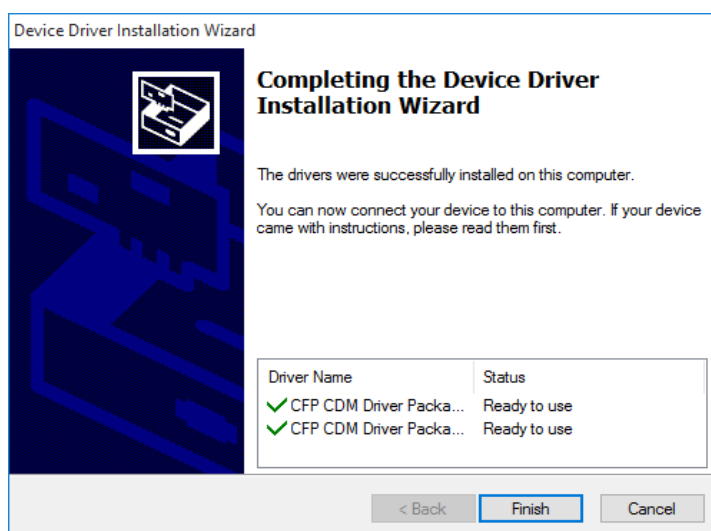 Device Driver Installation Wizard
Completing the Device Driver
Installation Wizard
The drivers were successfully installed on this computer.
You can now connect your device to this computer. If your device
came with instructions, please read them first.
Driver Name Status
CFP CDM Driver Packa... Ready to use
CFP CDM Driver Packa... Ready to use
< Back Finish Cancel